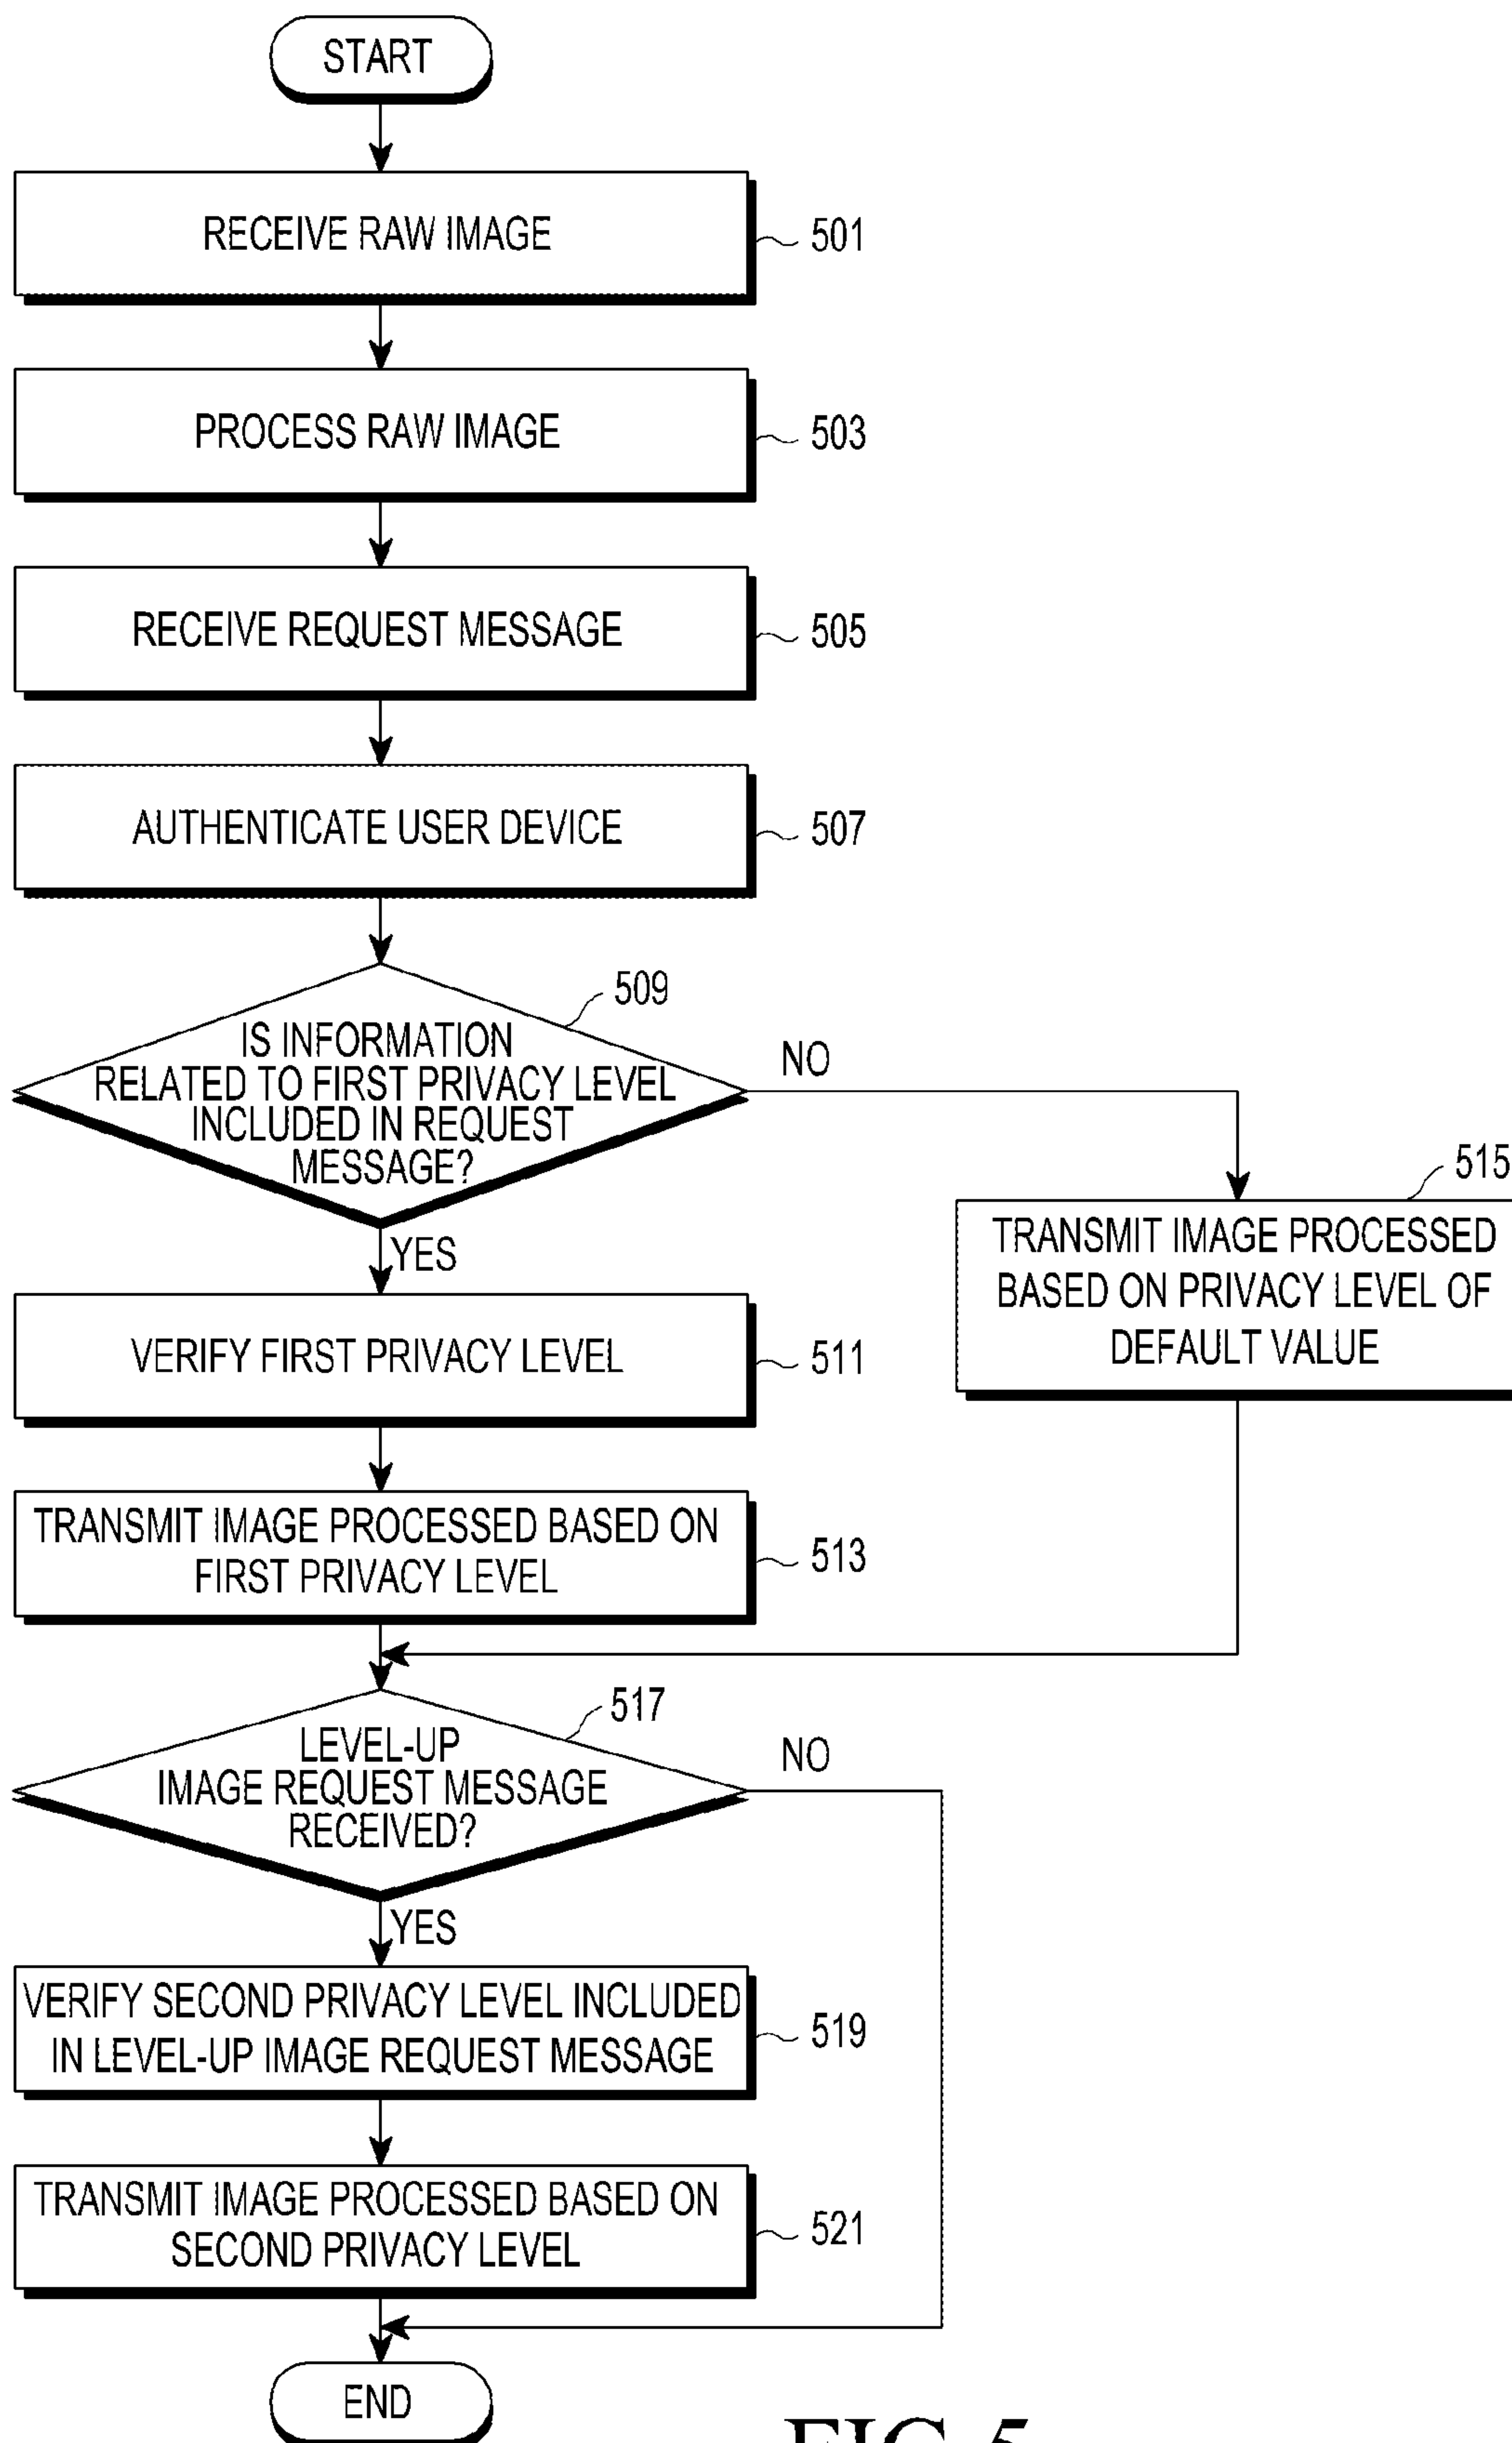 START
RECEIVE RAW IMAGE
501
PROCESS RAW IMAGE
503
RECEIVE REQUEST MESSAGE
505
AUTHENTICATE USER DEVICE
507
509
IS INFORMATION
RELATED TO FIRST PRIVACY LEVEL
INCLUDED IN REQUEST
MESSAGE?
NO
YES
515
TRANSMIT IMAGE PROCESSED
BASED ON PRIVACY LEVEL OF
DEFAULT VALUE
VERIFY FIRST PRIVACY LEVEL
511
TRANSMIT IMAGE PROCESSED BASED ON
FIRST PRIVACY LEVEL
513
517
LEVEL-UP
IMAGE REQUEST MESSAGE
RECEIVED?
NO
YES
VERIFY SECOND PRIVACY LEVEL INCLUDED
IN LEVEL-UP IMAGE REQUEST MESSAGE
519
TRANSMIT IMAGE PROCESSED BASED ON
SECOND PRIVACY LEVEL
521
END
FIG.5